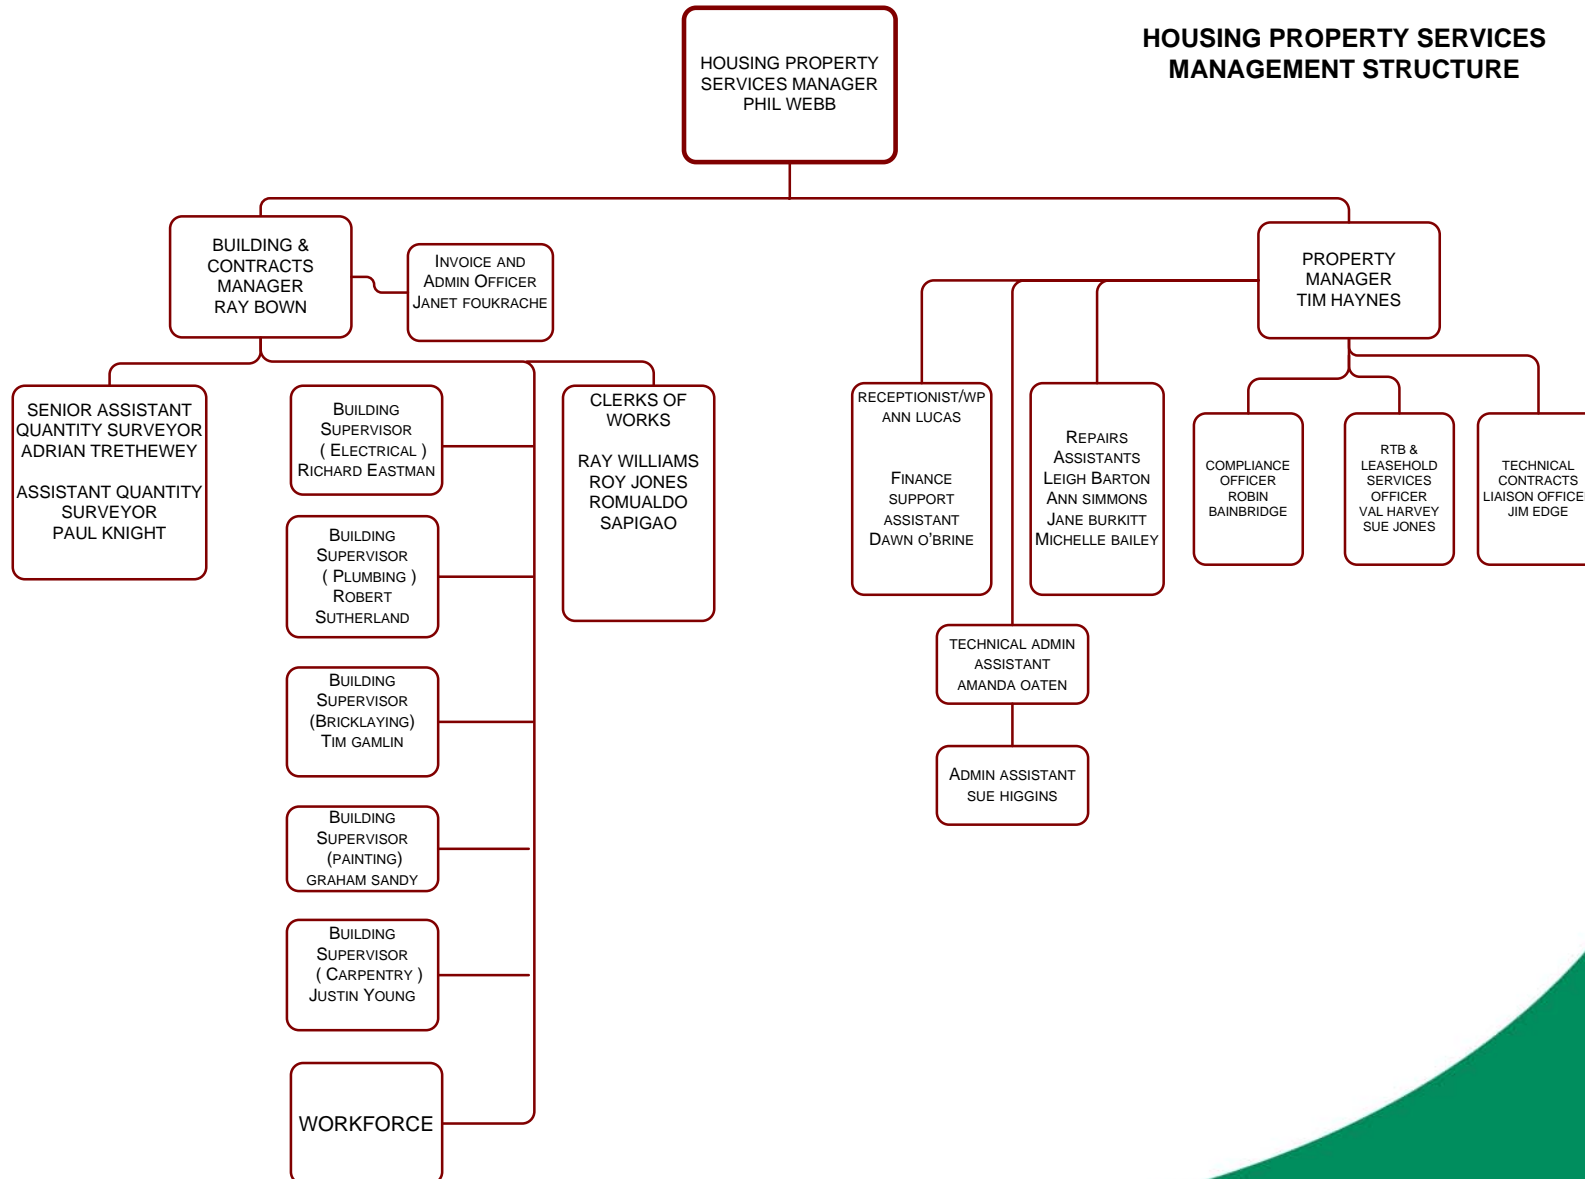 HOUSING PROPERTY SERVICES
MANAGEMENT STRUCTURE
HOUSING PROPERTY
SERVICES MANAGER
PHIL WEBB
BUILDING &
CONTRACTS
MANAGER
RAY BOWN
INVOICE AND
ADMIN OFFICER
JANET FOUKRACHE
PROPERTY
MANAGER
TIM HAYNES
SENIOR ASSISTANT
QUANTITY SURVEYOR
ADRIAN TRETHEWEY
ASSISTANT QUANTITY
SURVEYOR
PAUL KNIGHT
BUILDING
SUPERVISOR
( ELECTRICAL )
RICHARD EASTMAN
BUILDING
SUPERVISOR
( PLUMBING )
ROBERT
SUTHERLAND
BUILDING
SUPERVISOR
(BRICKLAYING)
TIM GAMLIN
BUILDING
SUPERVISOR
(PAINTING)
GRAHAM SANDY
BUILDING
SUPERVISOR
( CARPENTRY )
JUSTIN YOUNG
WORKFORCE
CLERKS OF
WORKS
RAY WILLIAMS
ROY JONES
ROMUALDO
SAPIGAO
RECEPTIONIST/WP
ANN LUCAS
FINANCE
SUPPORT
ASSISTANT
DAWN O'BRINE
REPAIRS
ASSISTANTS
LEIGH BARTON
ANN SIMMONS
JANE BURKITT
MICHELLE BAILEY
TECHNICAL ADMIN
ASSISTANT
AMANDA OATEN
ADMIN ASSISTANT
SUE HIGGINS
COMPLIANCE
OFFICER
ROBIN
BAINBRIDGE
RTB &
LEASEHOLD
SERVICES
OFFICER
VAL HARVEY
SUE JONES
TECHNICAL
CONTRACTS
LIAISON OFFICER
JIM EDGE